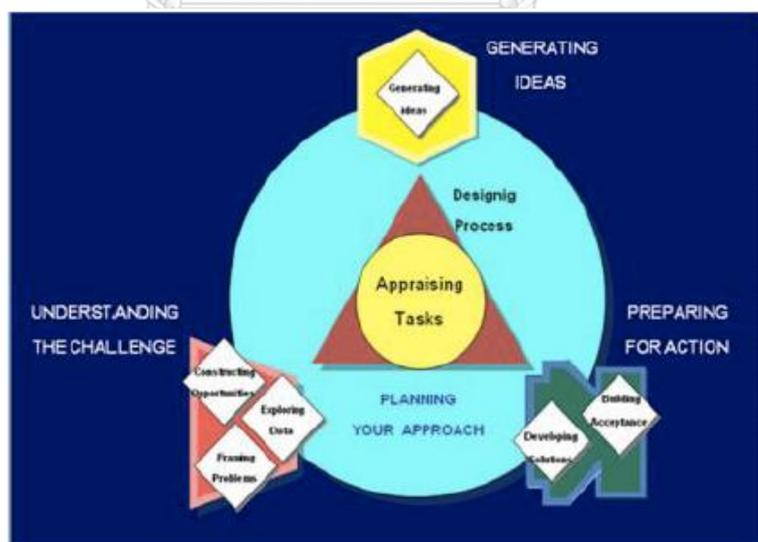 GENERATING
IDEAS
Generating
ideas
Designig
Process
Appraising
Tasks
UNDERSTANDING
THE CHALLENGE
PREPARING
FOR ACTION
Constructing
Opportunities
Exploring
Data
Framing
Problems
PLANNING
YOUR APPROACH
Building
Acceptance
Developing
Solutions